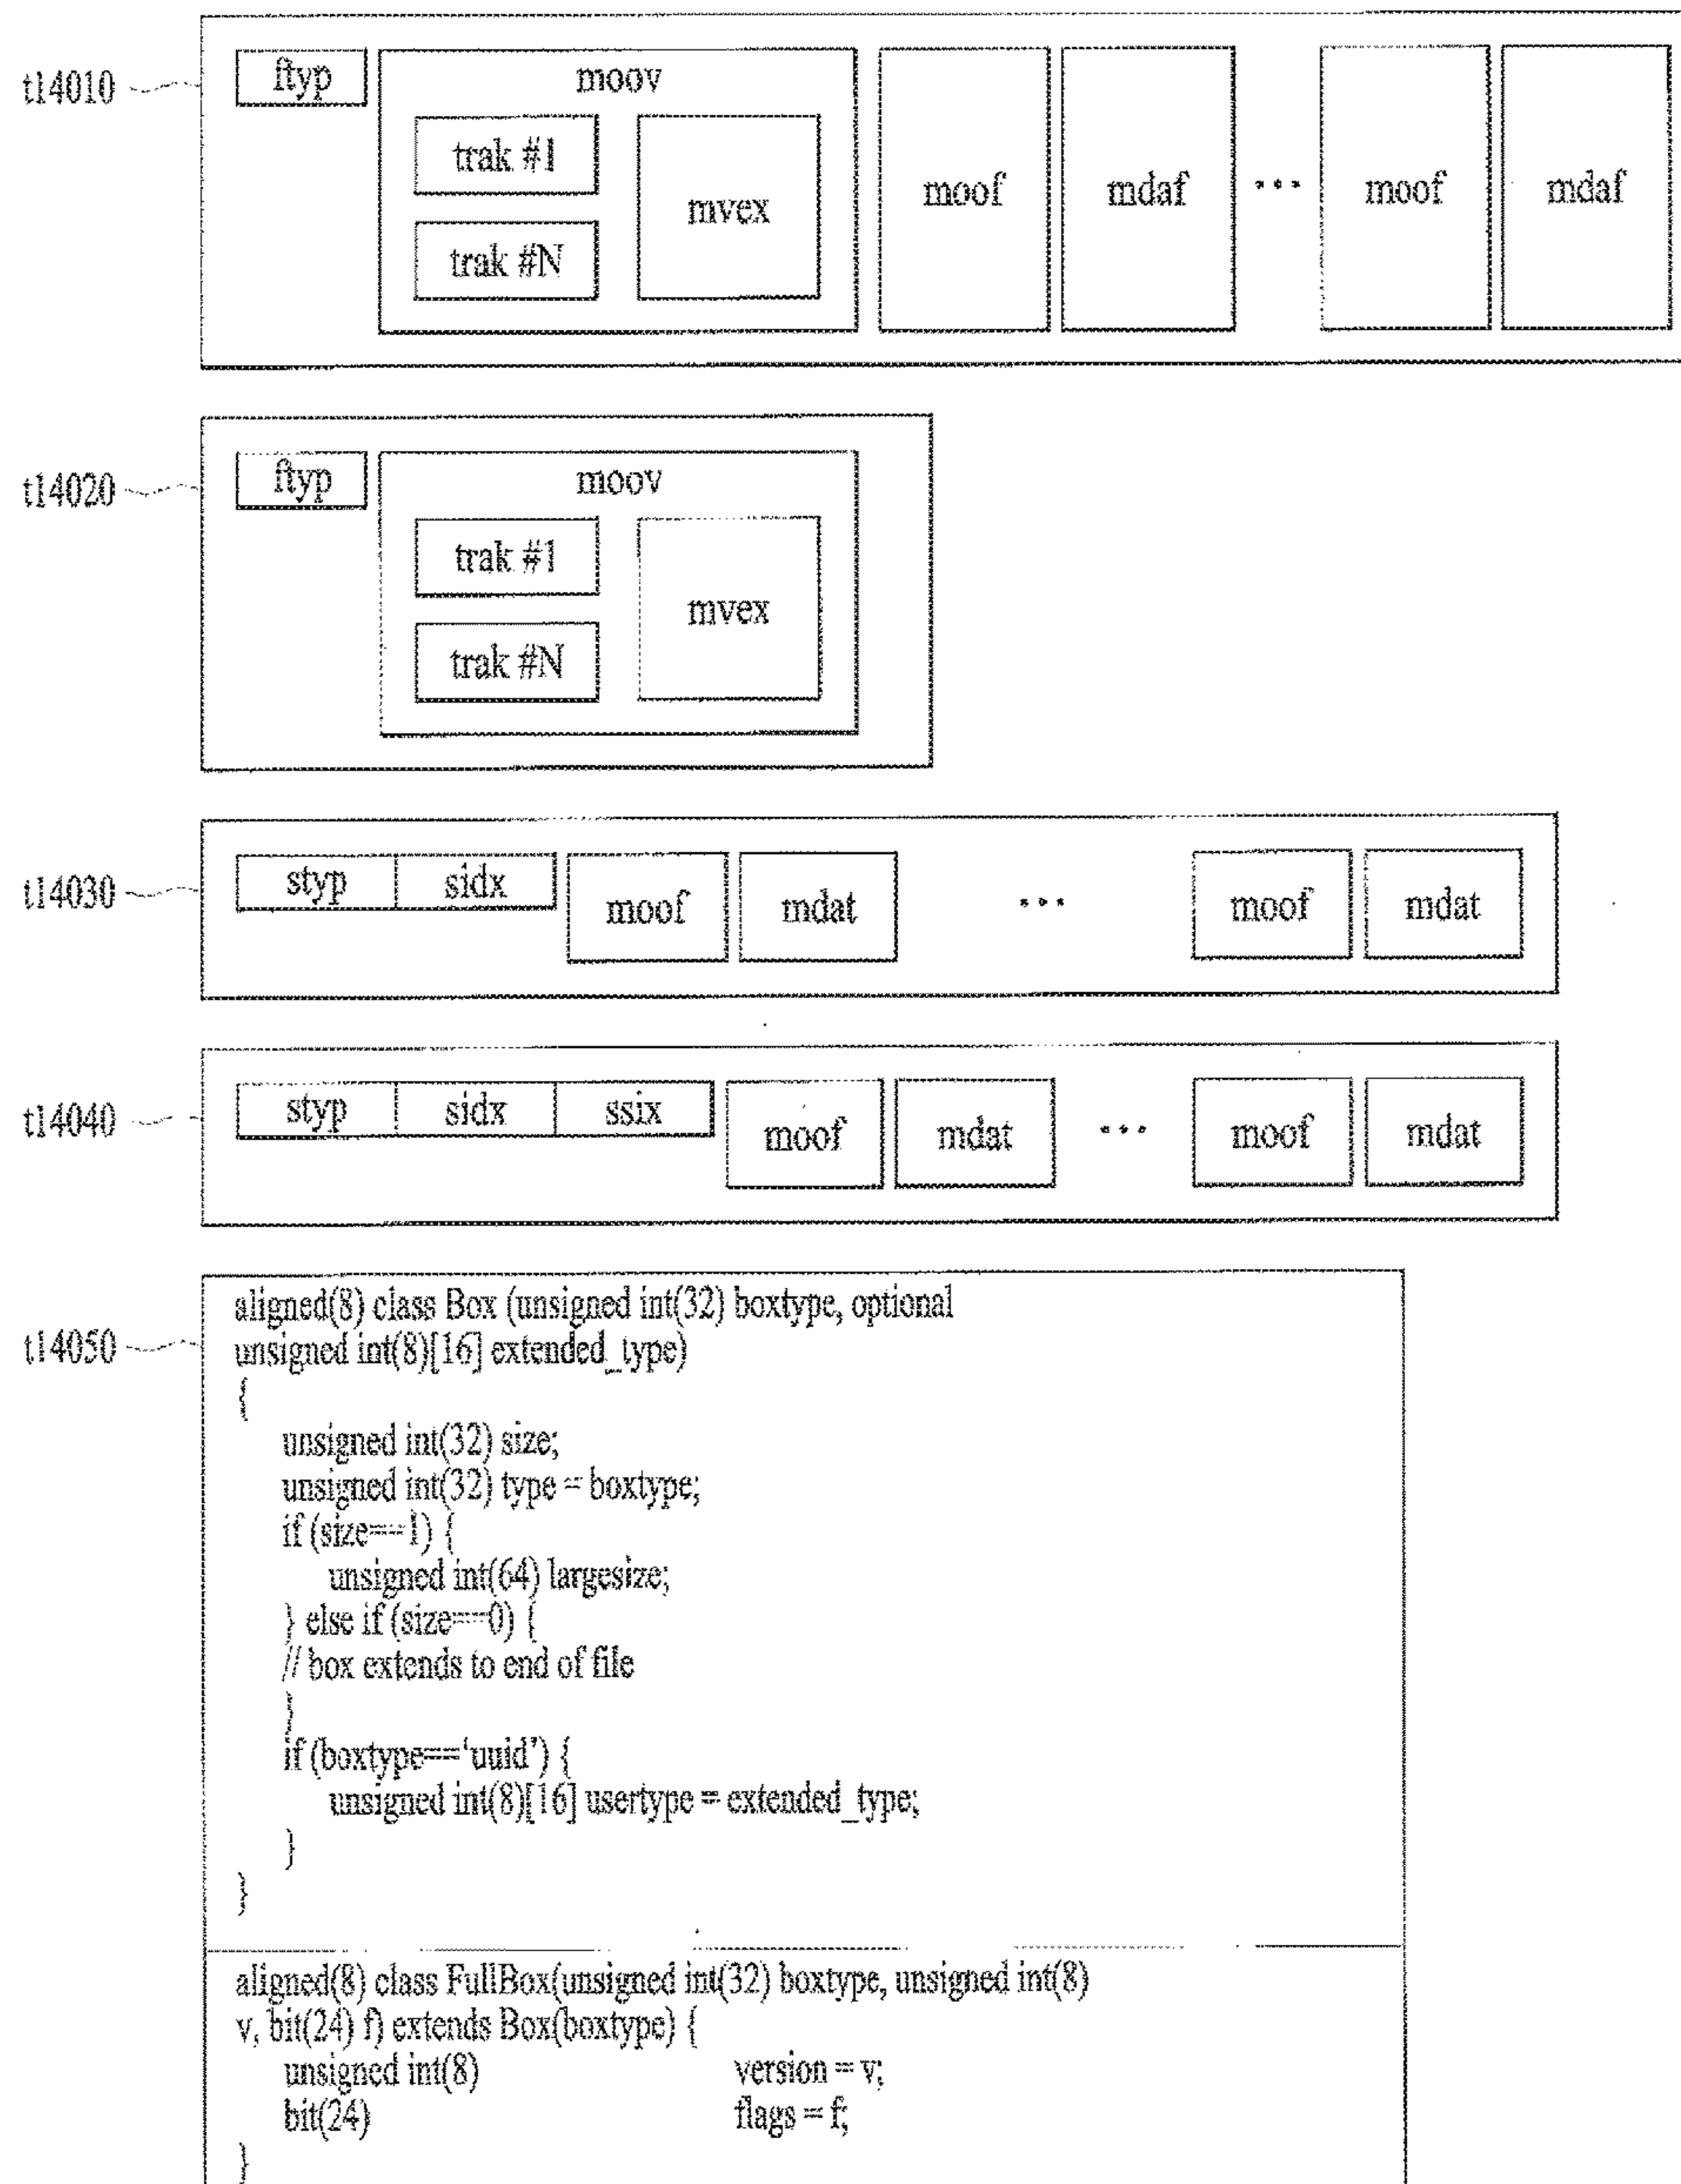 t14010
ftyp
moov
trak #1
trak #N
mvex
moof
mdaf
...
moof
mdaf
t14020
ftyp
moov
trak #1
trak #N
mvex
t14030
styp sidx
moof
mdat
...
moof
mdat
t14040
styp sidx ssix
moof
mdat
...
moof
mdat
t14050
aligned(8) class Box (unsigned int(32) boxtype, optional
unsigned int(8)[16] extended_type)
{
unsigned int(32) size;
unsigned int(32) type = boxtype;
if (size==1) {
unsigned int(64) largesize;
} else if (size==0) {
// box extends to end of file
}
if (boxtype==‘uuid’) {
unsigned int(8)[16] usertype = extended_type;
}
}
aligned(8) class FullBox(unsigned int(32) boxtype, unsigned int(8)
v, bit(24) f) extends Box(boxtype) {
unsigned int(8) version = v;
bit(24) flags = f;
}